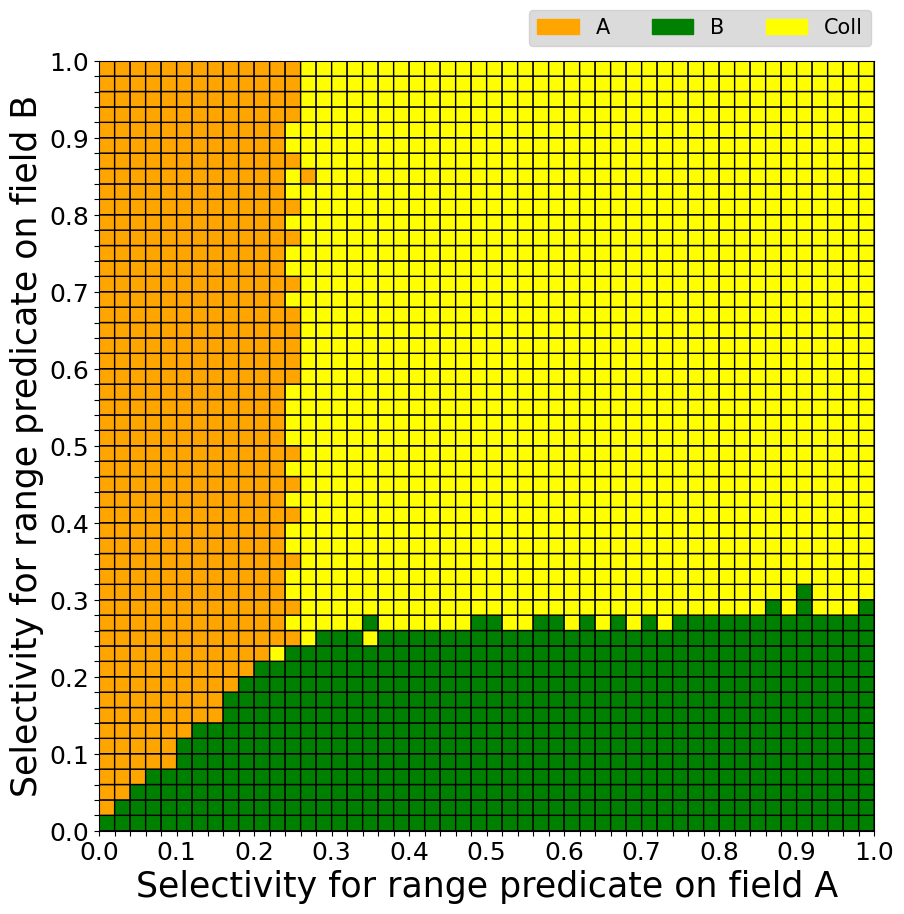 A B Coll
1.0
0.9
0.8
0.7
0.6
0.5
0.4
0.3
0.2
0.1
0.0
Selectivity for range predicate on field B
0.0 0.1 0.2 0.3 0.4 0.5 0.6 0.7 0.8 0.9 1.0
Selectivity for range predicate on field A